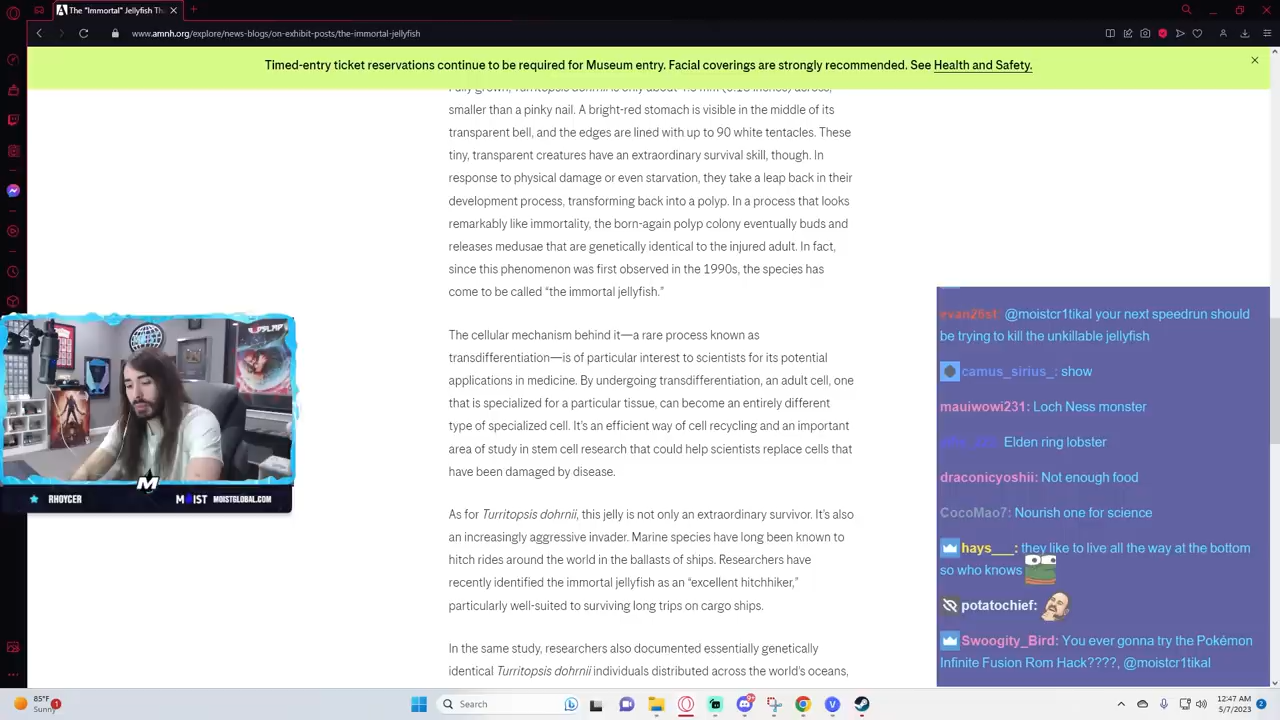 The "Immortal" Jellyfish Th
www.amnh.org/explore/news-blogs/on-exhibit-posts/the-immortal-jellyfish
Timed-entry ticket reservations continue to be required for Museum entry. Facial coverings are strongly recommended. See Health and Safety.
smaller than a pinky nail. A bright-red stomach is visible in the middle of its
transparent bell, and the edges are lined with up to 90 white tentacles. These
tiny, transparent creatures have an extraordinary survival skill, though. In
response to physical damage or even starvation, they take a leap back in their
development process, transforming back into a polyp. In a process that looks
remarkably like immortality, the born-again polyp colony eventually buds and
releases medusae that are genetically identical to the injured adult. In fact,
since this phenomenon was first observed in the 1990s, the species has
come to be called “the immortal jellyfish.”
The cellular mechanism behind it—a rare process known as
transdifferentiation—is of particular interest to scientists for its potential
applications in medicine. By undergoing transdifferentiation, an adult cell, one
that is specialized for a particular tissue, can become an entirely different
type of specialized cell. It’s an efficient way of cell recycling and an important
area of study in stem cell research that could help scientists replace cells that
have been damaged by disease.
As for Turritopsis dohrnii, this jelly is not only an extraordinary survivor. It’s also
an increasingly aggressive invader. Marine species have long been known to
hitch rides around the world in the ballasts of ships. Researchers have
recently identified the immortal jellyfish as an “excellent hitchhiker,”
particularly well-suited to surviving long trips on cargo ships.
In the same study, researchers also documented essentially genetically
identical Turritopsis dohrnii individuals distributed across the world’s oceans,
RHOYCER
M
MOIST MOISTGLOBAL.COM
@moistcr1tikal your next speedrun should
be trying to kill the unkillable jellyfish
camus_sirius_: show
mauiwowi231: Loch Ness monster
Elden ring lobster
draconicyoshii: Not enough food
CocoMao7: Nourish one for science
hays___: they like to live all the way at the bottom
so who knows
potatochief:
Swoogity_Bird: You ever gonna try the Pokémon
Infinite Fusion Rom Hack????, @moistcr1tikal
85°F
Sunny
Search
12:47 AM
5/7/2023